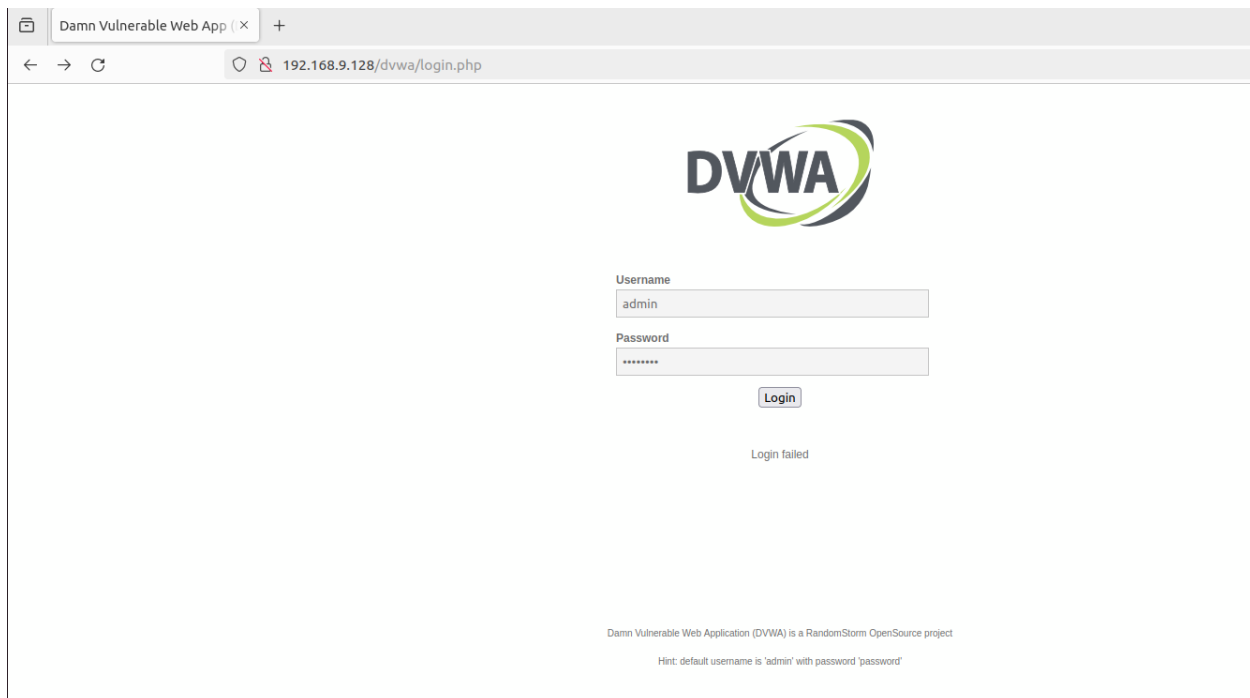 Damn Vulnerable Web App (
192.168.9.128/dvwa/login.php
DVWA
Username
admin
Password
••••••••
Login
Login failed
Damn Vulnerable Web Application (DVWA) is a RandomStorm OpenSource project
Hint: default username is 'admin' with password 'password'